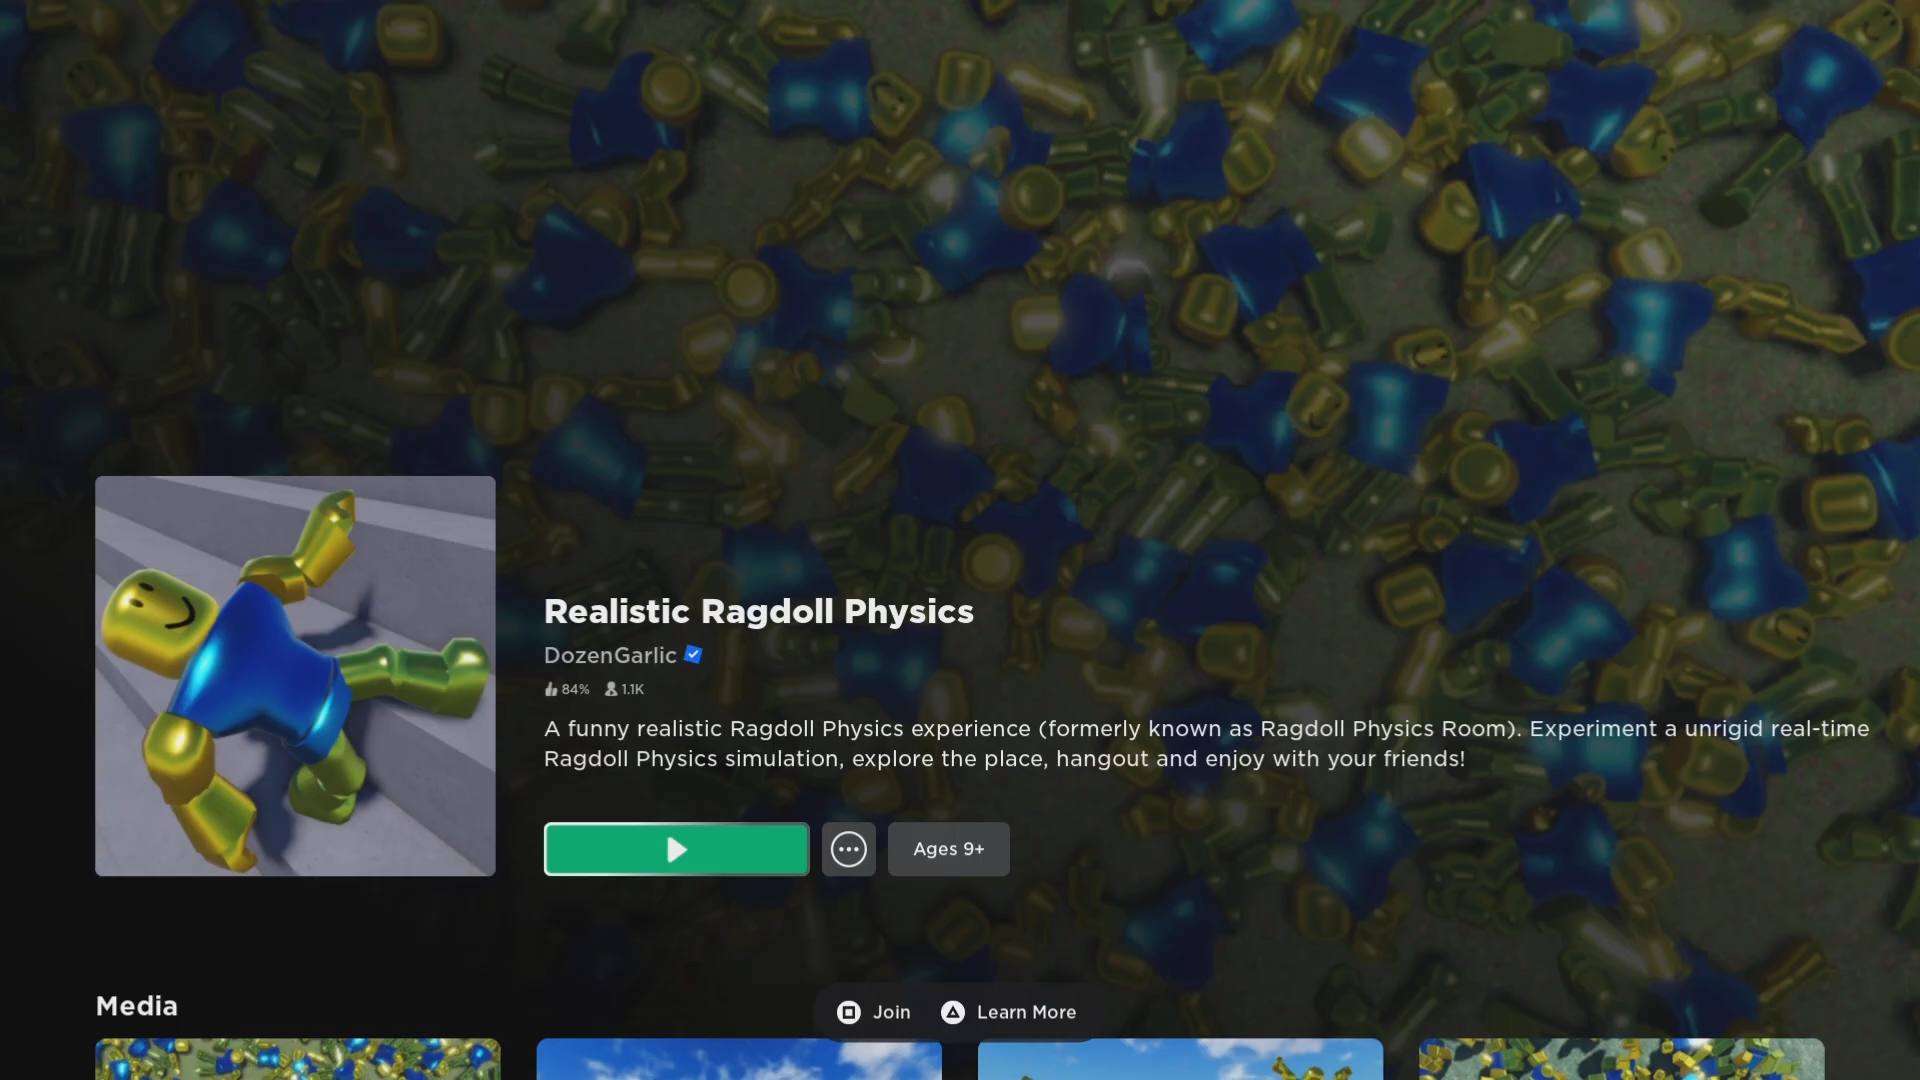 Realistic Ragdoll Physics
DozenGarlic
84% 1.1K
A funny realistic Ragdoll Physics experience (formerly known as Ragdoll Physics Room). Experiment a unrigid real-time
Ragdoll Physics simulation, explore the place, hangout and enjoy with your friends!
Ages 9+
Media
Join Learn More